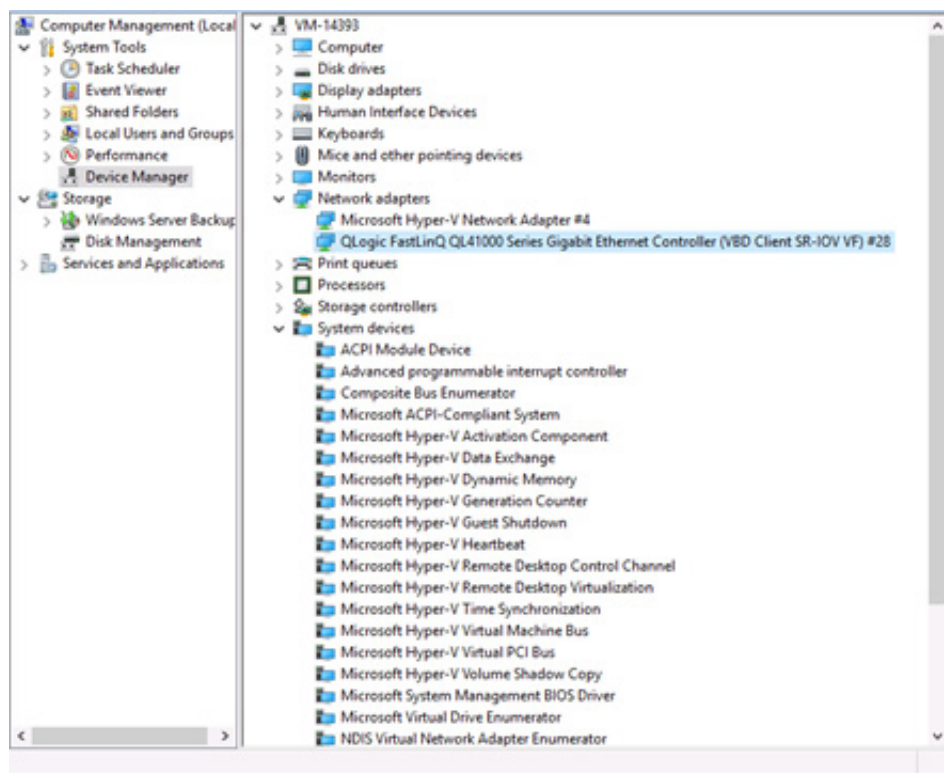 Computer Management (Local
System Tools
Task Scheduler
Event Viewer
Shared Folders
Local Users and Groups
Performance
Device Manager
Storage
Windows Server Backup
Disk Management
Services and Applications
VM-14393
Computer
Disk drives
Display adapters
Human Interface Devices
Keyboards
Mice and other pointing devices
Monitors
Network adapters
Microsoft Hyper-V Network Adapter #4
QLogic FastLinQ QL41000 Series Gigabit Ethernet Controller (VBD Client SR-IOV VF) #28
Print queues
Processors
Storage controllers
System devices
ACPI Module Device
Advanced programmable interrupt controller
Composite Bus Enumerator
Microsoft ACPI-Compliant System
Microsoft Hyper-V Activation Component
Microsoft Hyper-V Data Exchange
Microsoft Hyper-V Dynamic Memory
Microsoft Hyper-V Generation Counter
Microsoft Hyper-V Guest Shutdown
Microsoft Hyper-V Heartbeat
Microsoft Hyper-V Remote Desktop Control Channel
Microsoft Hyper-V Remote Desktop Virtualization
Microsoft Hyper-V Time Synchronization
Microsoft Hyper-V Virtual Machine Bus
Microsoft Hyper-V Virtual PCI Bus
Microsoft Hyper-V Volume Shadow Copy
Microsoft System Management BIOS Driver
Microsoft Virtual Drive Enumerator
NDIS Virtual Network Adapter Enumerator